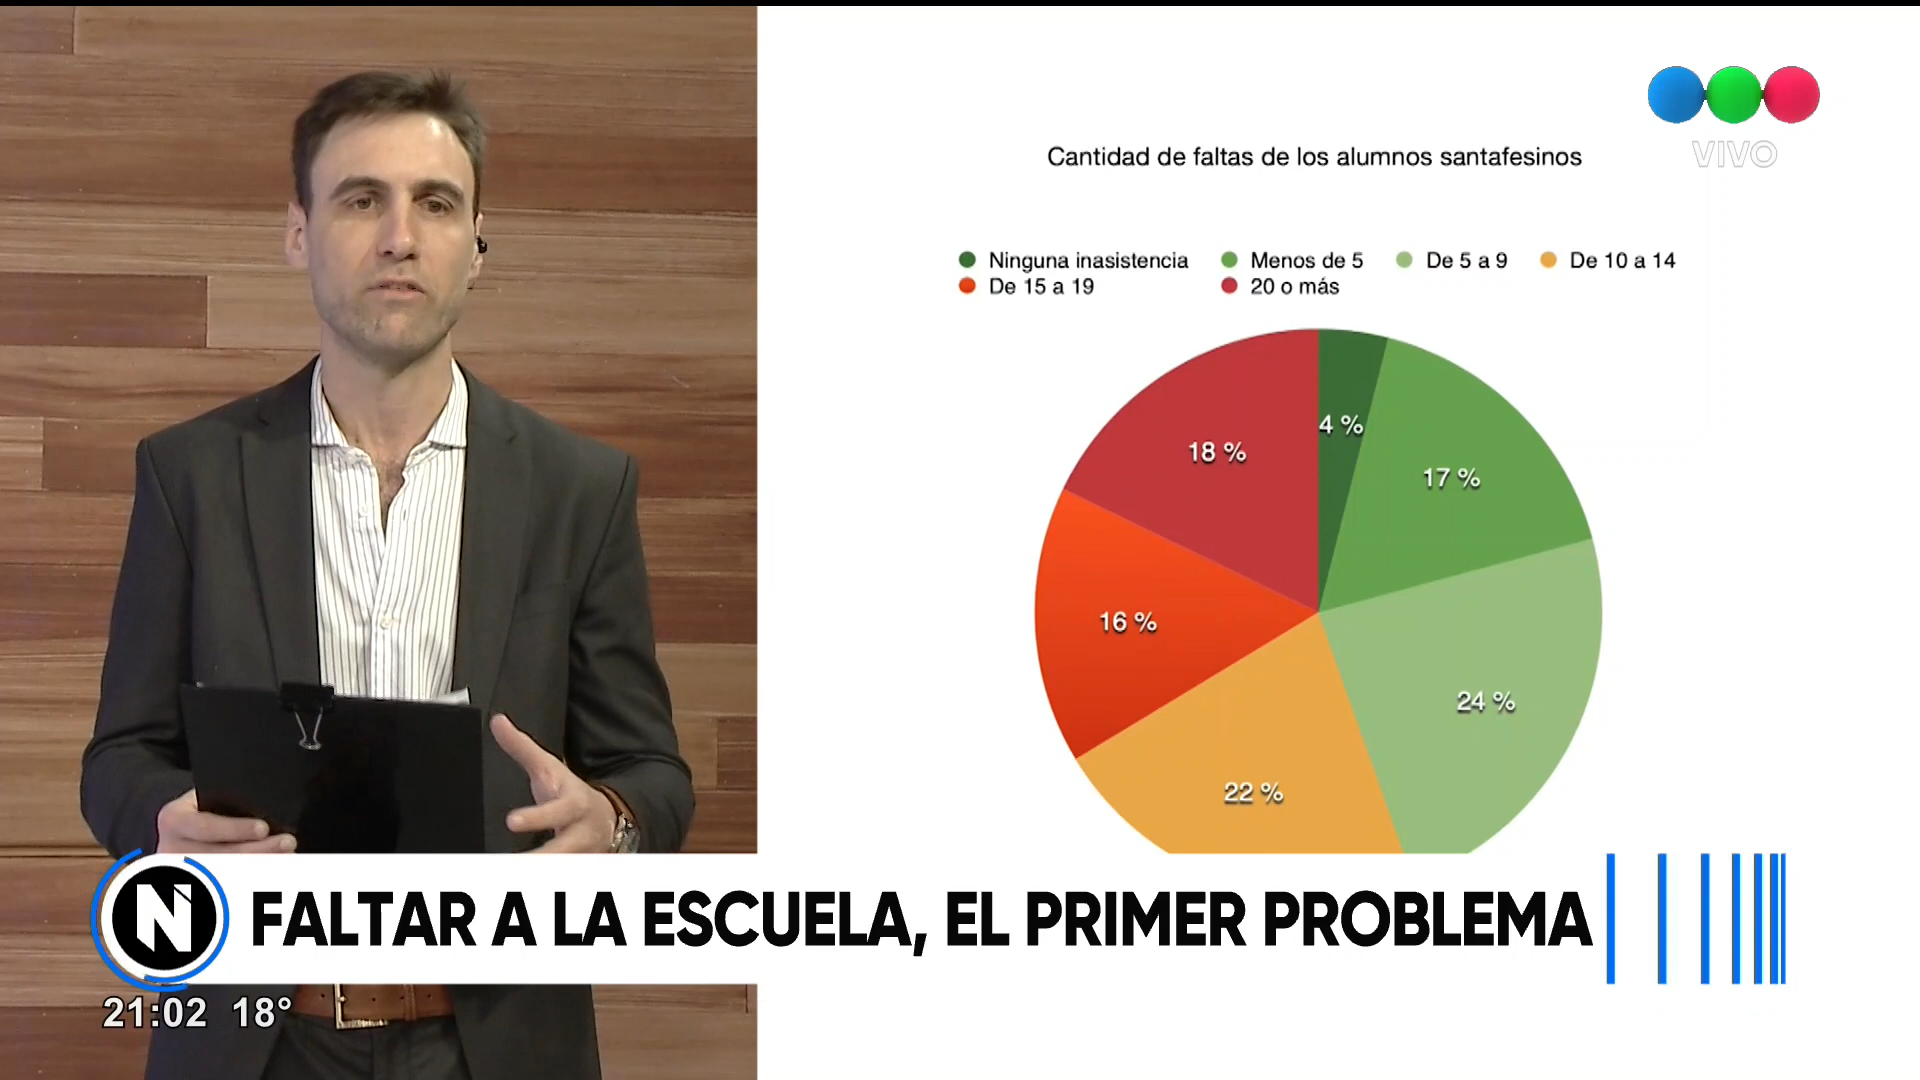 VIVO
Cantidad de faltas de los alumnos santafesinos
Ninguna inasistencia Menos de 5 De 5 a 9 De 10 a 14
De 15 a 19 20 o más
4 %
18 %
17 %
16 %
24 %
22 %
N FALTAR A LA ESCUELA, EL PRIMER PROBLEMA
21:02 18°